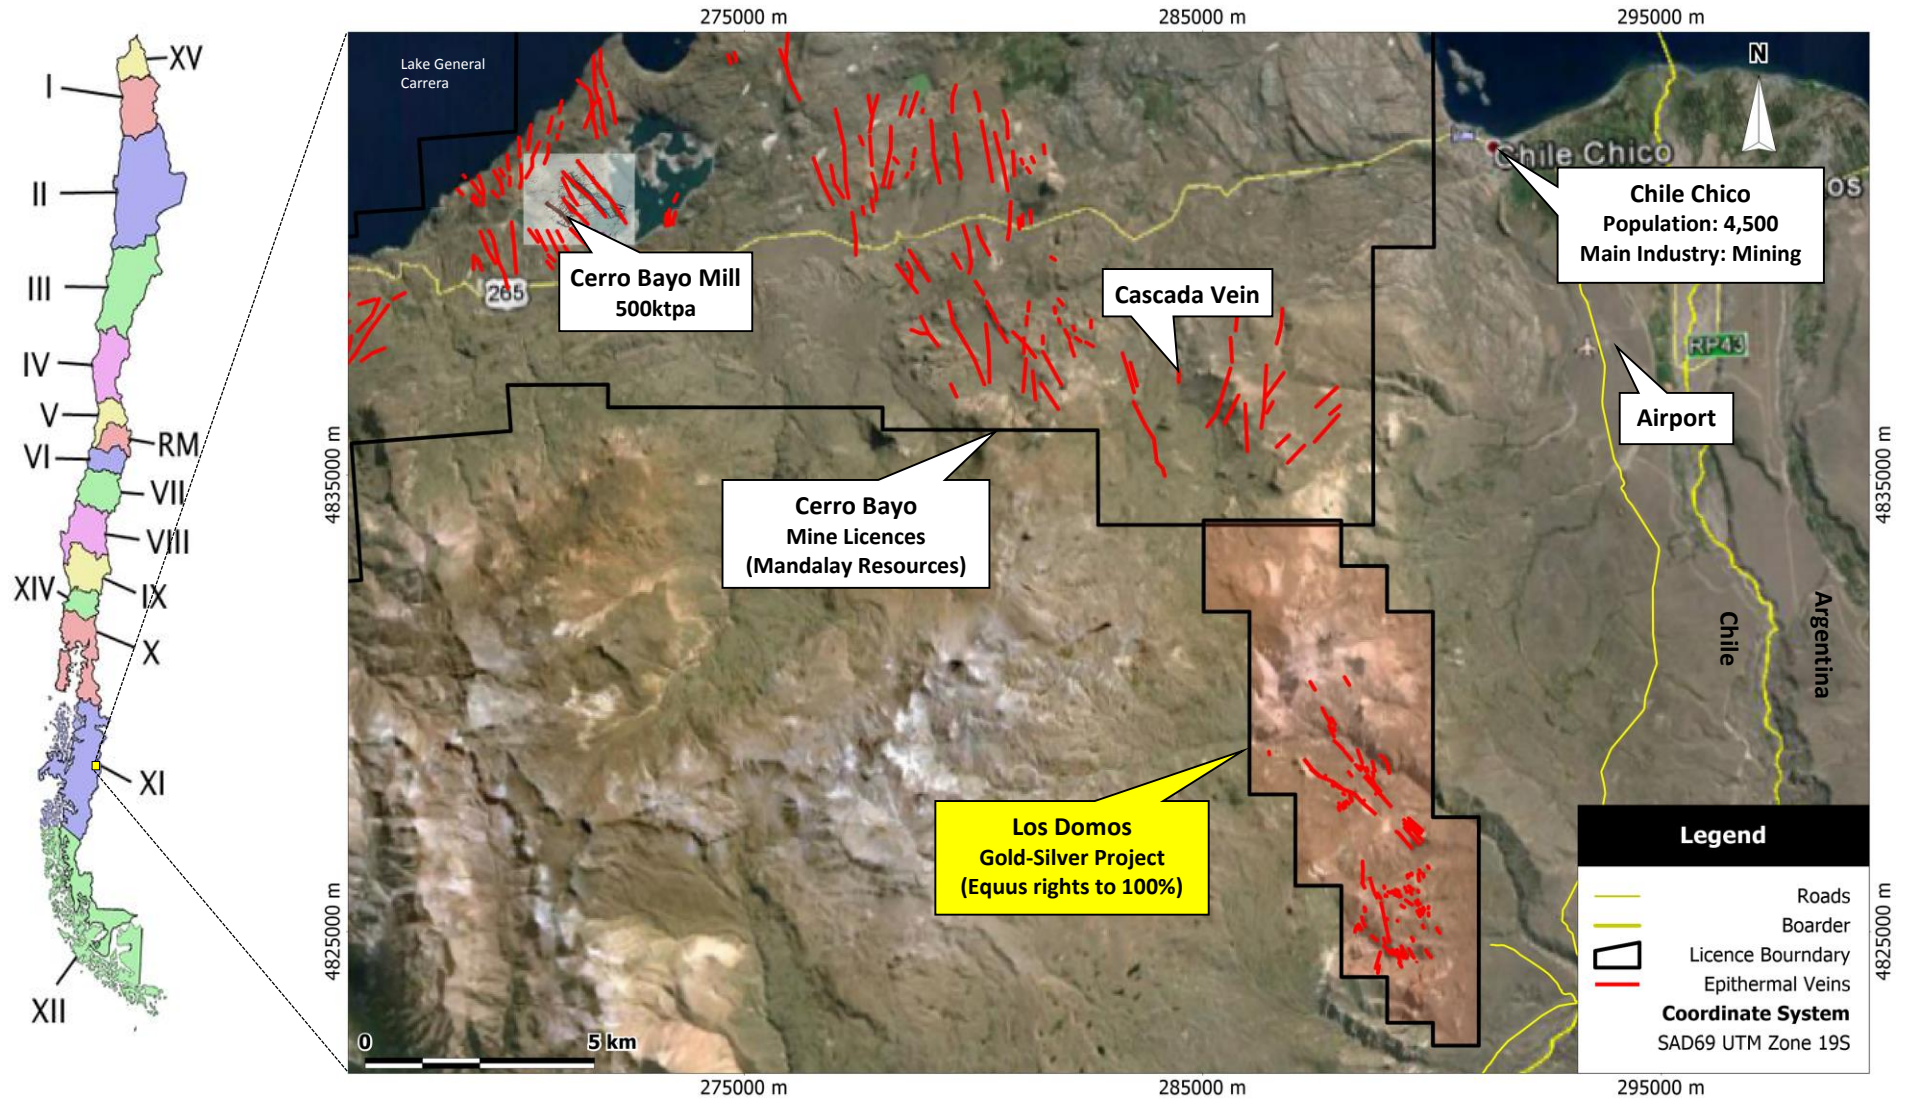 XV
I
II
III
IV
V
RM
VI
VII
VIII
IX
XIV
X
XI
XII
275000 m
285000 m
295000 m
Lake General
Carrera
N
Chile Chico
os
Chile Chico
Population: 4,500
Main Industry: Mining
Cerro Bayo Mill
500ktpa
265
Cascada Vein
RP43
Airport
4835000 m
4835000 m
Cerro Bayo
Mine Licences
(Mandalay Resources)
Chile
Argentina
Los Domos
Gold-Silver Project
(Equus rights to 100%)
Legend
Roads
Boarder
Licence Bourndary
Epithermal Veins
Coordinate System
SAD69 UTM Zone 19S
4825000 m
4825000 m
0
5 km
275000 m
285000 m
295000 m